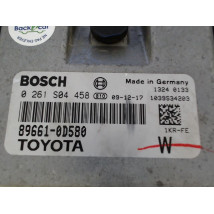 BOSCH
Made in Germany
0 261 S04 458
09-12-17
1324 0133
1039S34203
89661-0D580
1KR-FE
TOYOTA
W